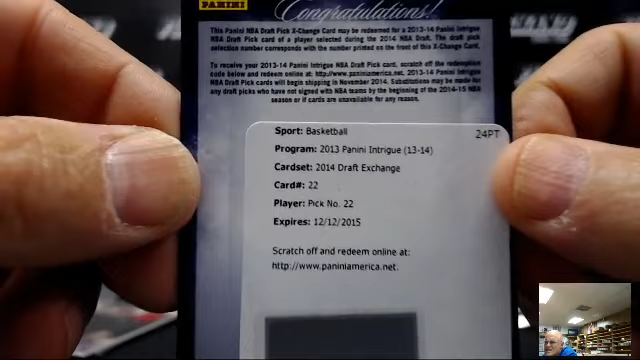 PANINI
Congratulations!
This Panini NBA Draft Pick X-Change Card may be redeemed for a 2013-14 Panini Intrigue
NBA Draft Pick card of a player selected during the 2014 NBA Draft. The draft pick
selection number corresponds with the number printed on the front of this X-Change Card.
To receive your 2013-14 Panini Intrigue NBA Draft Pick card, scratch off the redemption
code below and redeem online at: http://www.paniniamerica.net. 2013-14 Panini Intrigue
NBA Draft Pick cards will begin shipping in November 2014. Substitutions may be made for
any draft picks who have not signed with NBA teams by the beginning of the 2014-15 NBA
season or if cards are unavailable for any reason.
24PT
Sport: Basketball
Program: 2013 Panini Intrigue (13-14)
Cardset: 2014 Draft Exchange
Card#: 22
Player: Pick No. 22
Expires: 12/12/2015
Scratch off and redeem online at:
http://www.paniniamerica.net.